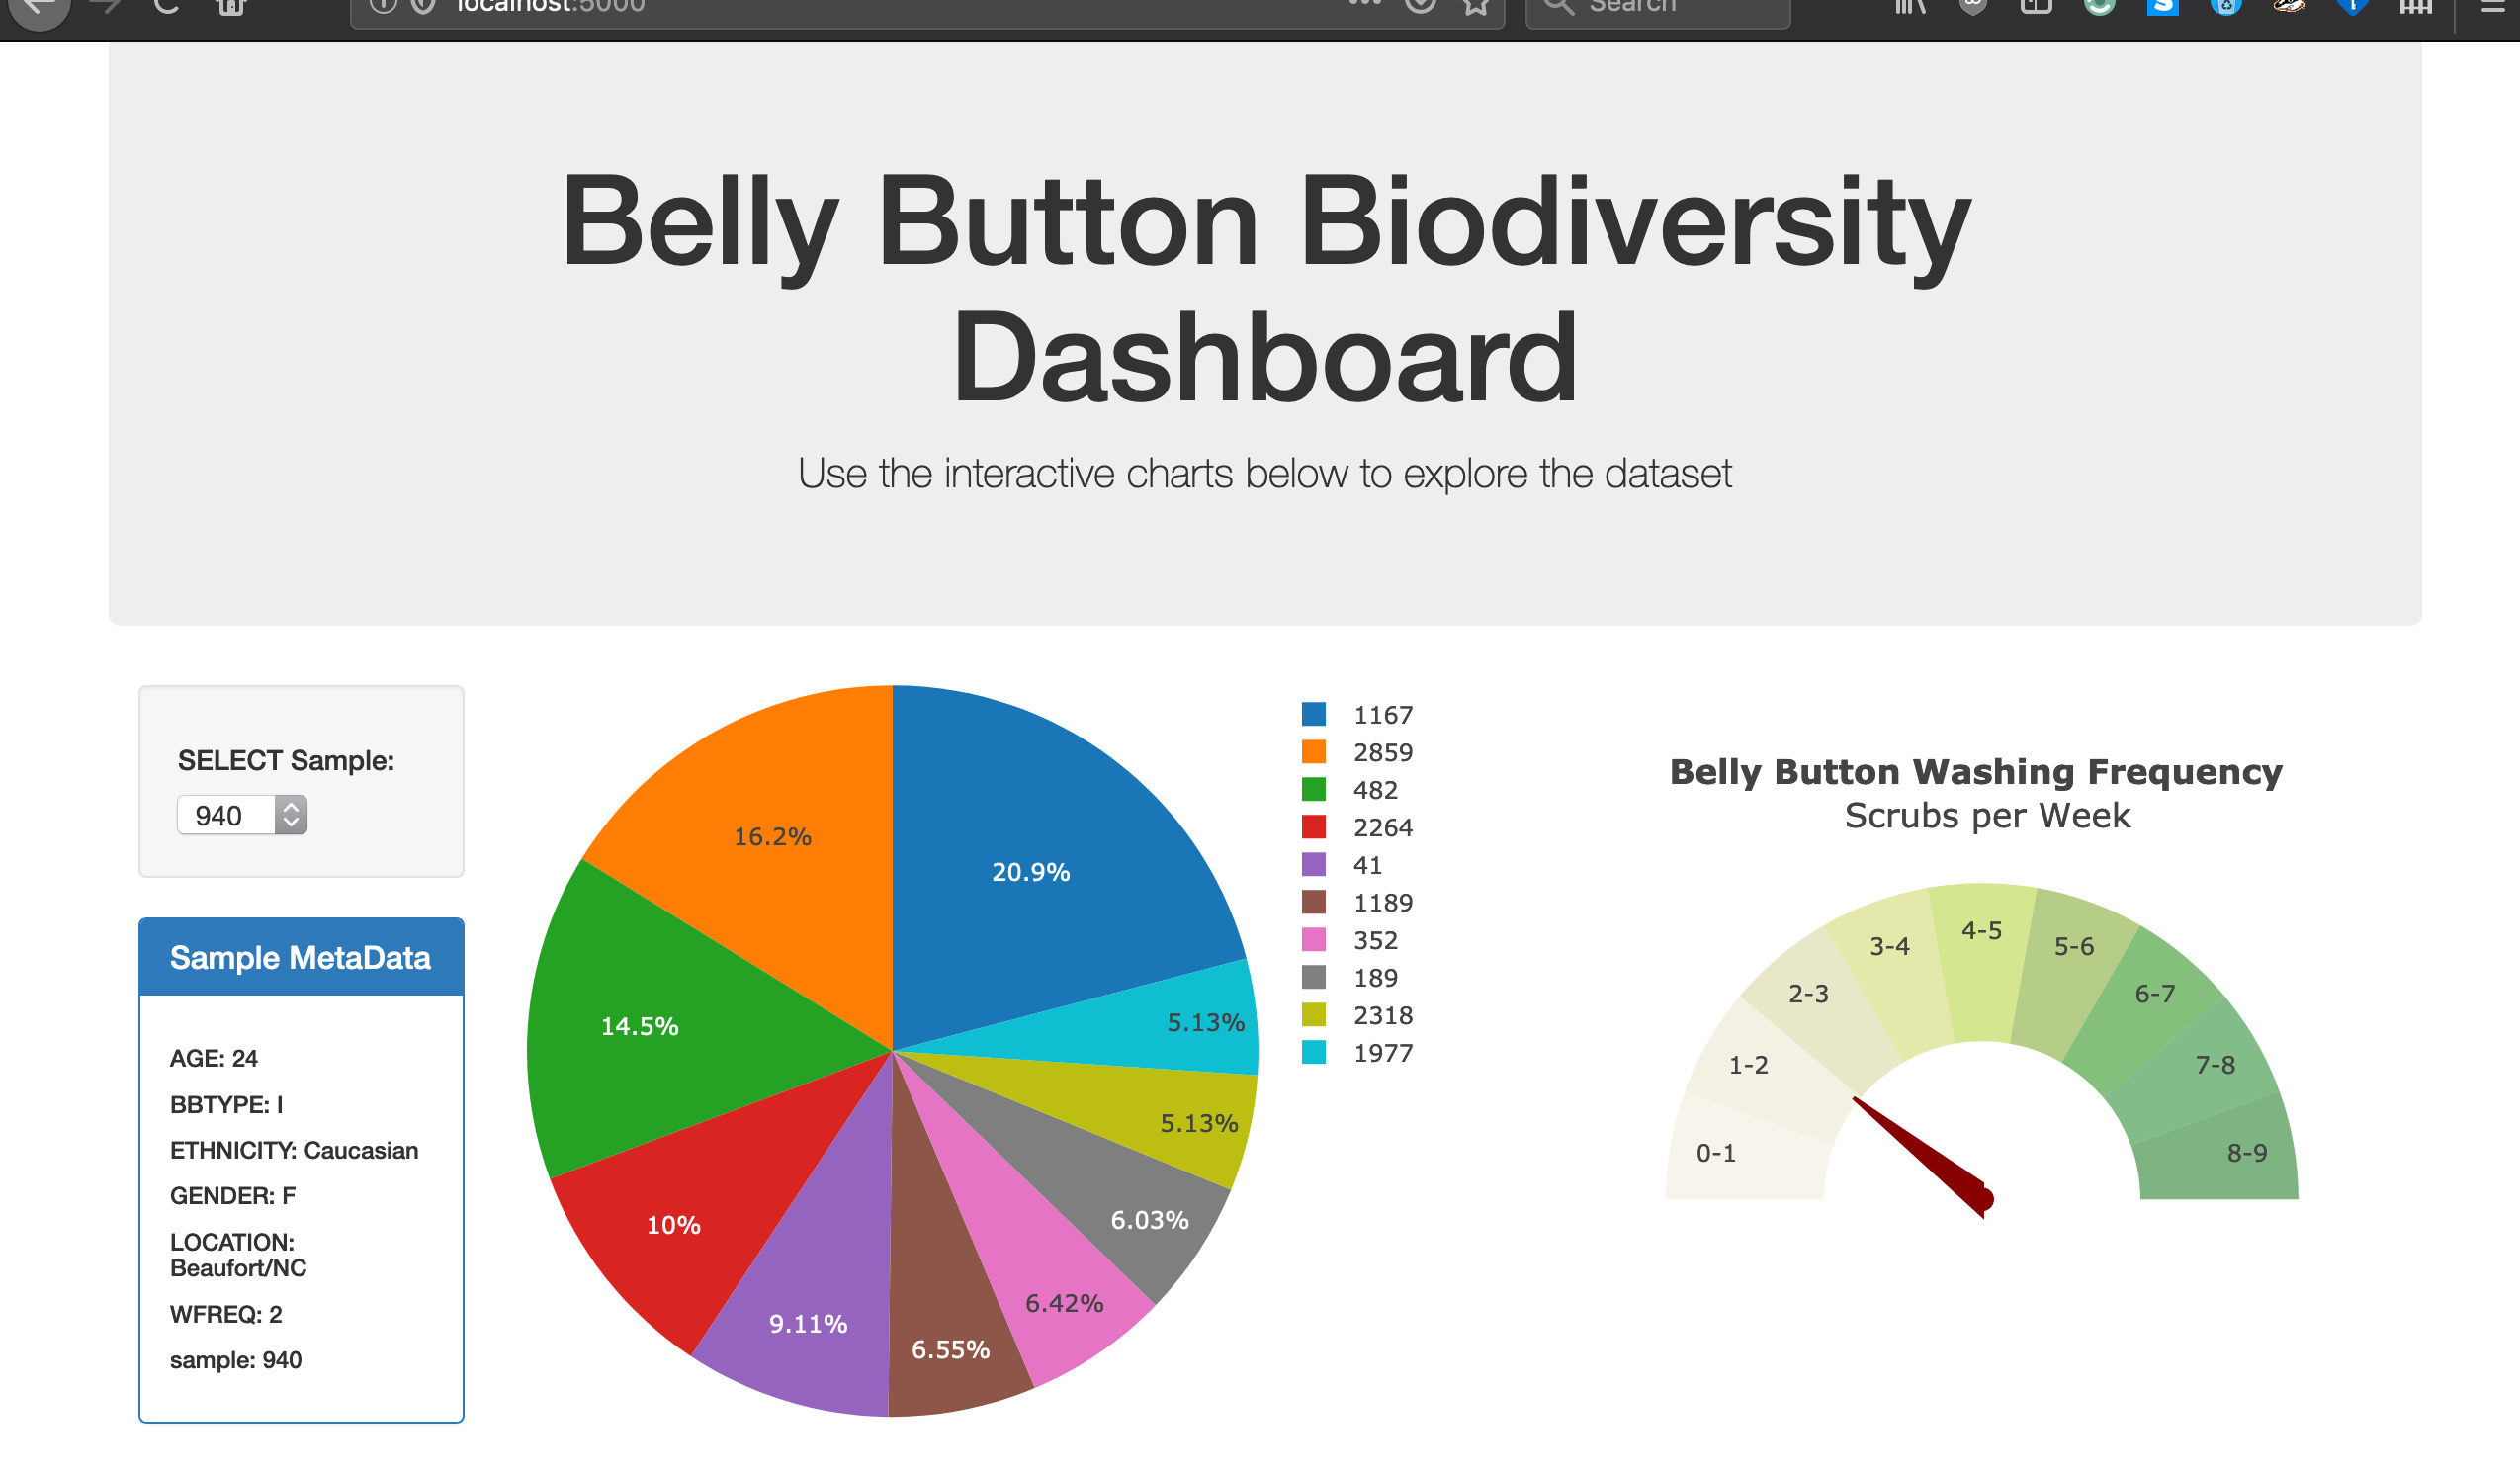 localhost:5000
Search
Belly Button Biodiversity
Dashboard
Use the interactive charts below to explore the dataset
SELECT Sample:
940
Sample MetaData
AGE: 24
BBTYPE: I
ETHNICITY: Caucasian
GENDER: F
LOCATION:
Beaufort/NC
WFREQ: 2
sample: 940
20.9%
16.2%
14.5%
10%
9.11%
6.55%
6.42%
6.03%
5.13%
5.13%
1167
2859
482
2264
41
1189
352
189
2318
1977
Belly Button Washing Frequency
Scrubs per Week
0-1
1-2
2-3
3-4
4-5
5-6
6-7
7-8
8-9